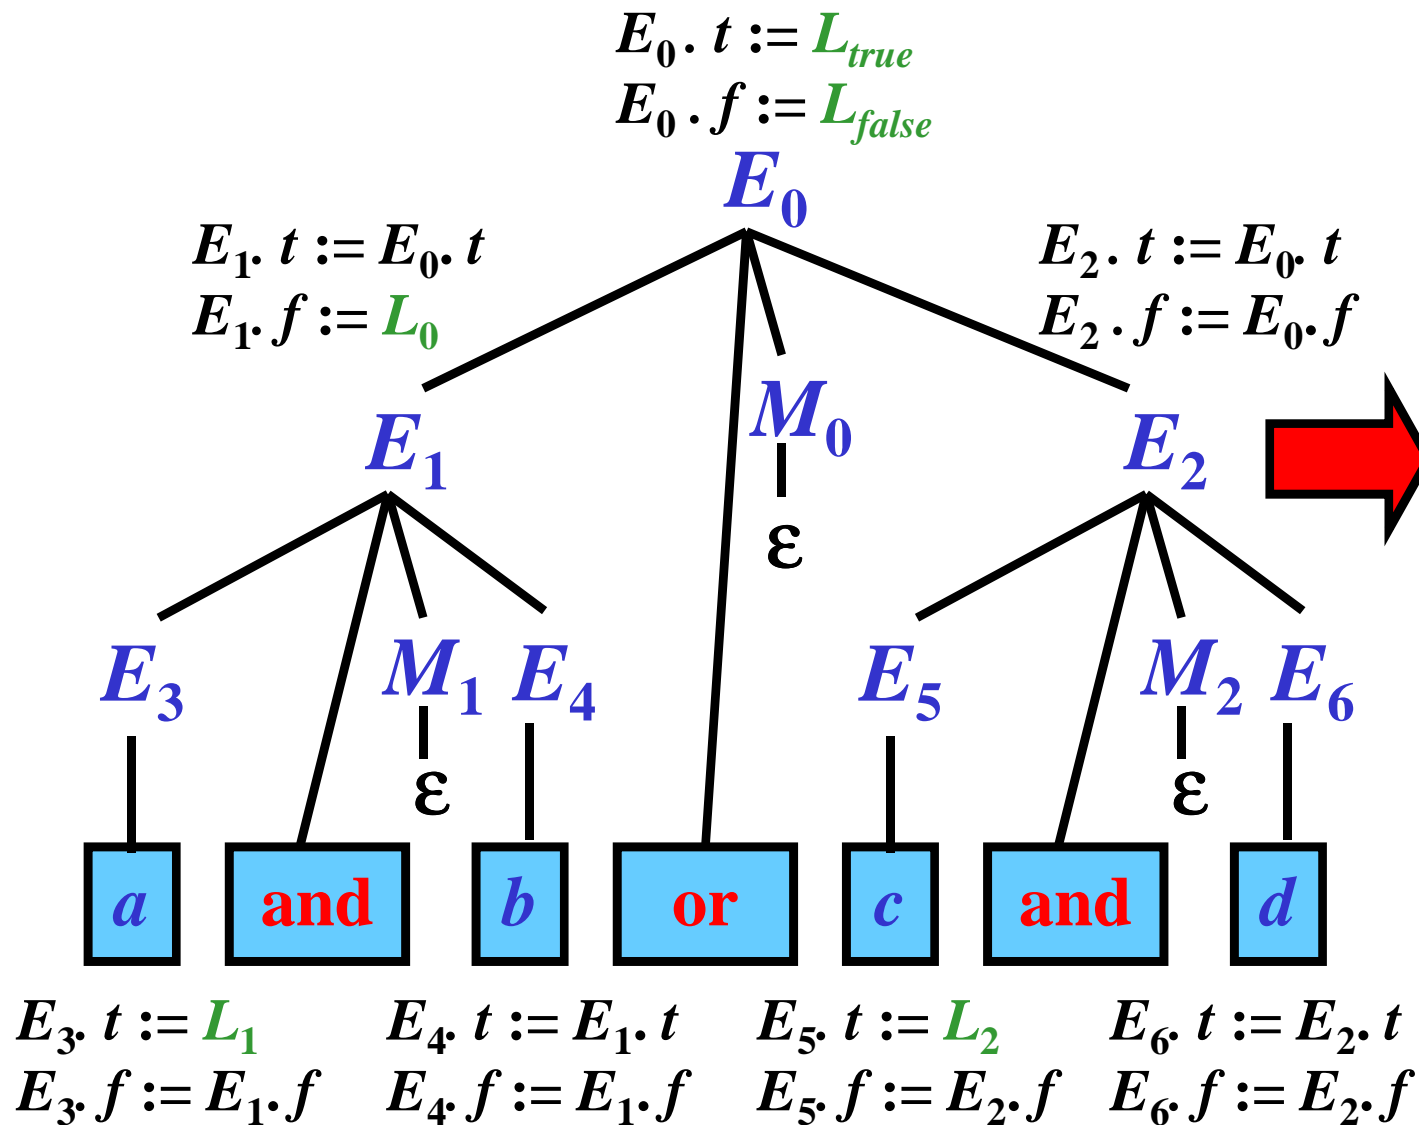 E₀. t := L_true
E₀. f := L_false
E₀
E₁. t := E₀. t
E₁. f := L₀
E₂. t := E₀. t
E₂. f := E₀. f
E₁
M₀
E₂
ε
E₃
M₁
E₄
E₅
M₂
E₆
ε
ε
a
and
b
or
c
and
d
E₃. t := L₁
E₃. f := E₁. f
E₄. t := E₁. t
E₄. f := E₁. f
E₅. t := L₂
E₅. f := E₂. f
E₆. t := E₂. t
E₆. f := E₂. f